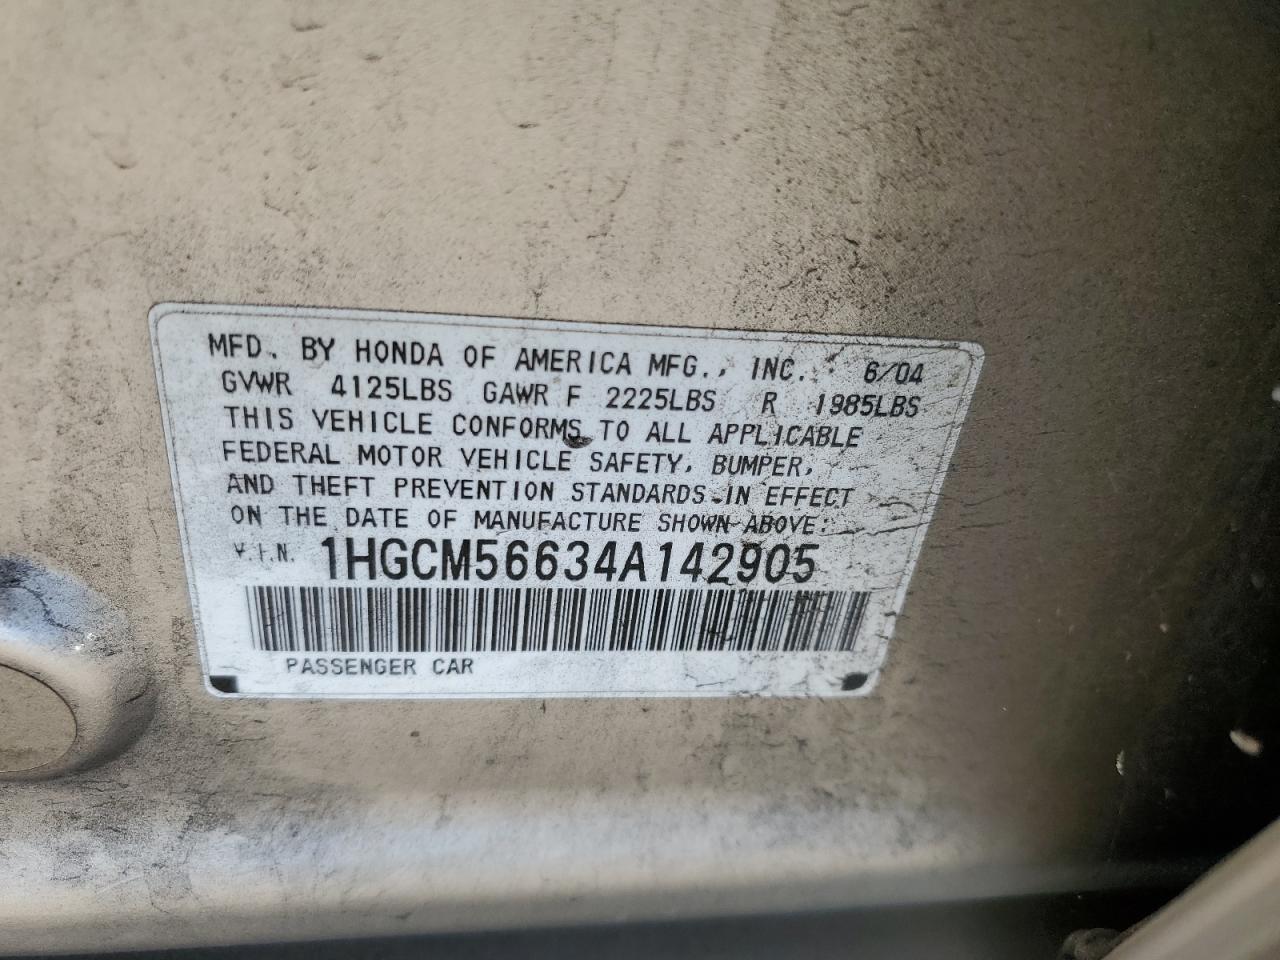 MFD. BY HONDA OF AMERICA MFG., INC. 6/04
GVWR 4125LBS GAWR F 2225LBS R 1985LBS
THIS VEHICLE CONFORMS TO ALL APPLICABLE
FEDERAL MOTOR VEHICLE SAFETY, BUMPER,
AND THEFT PREVENTION STANDARDS IN EFFECT
ON THE DATE OF MANUFACTURE SHOWN ABOVE:
V.I.N. 1HGCM56634A142905
PASSENGER CAR